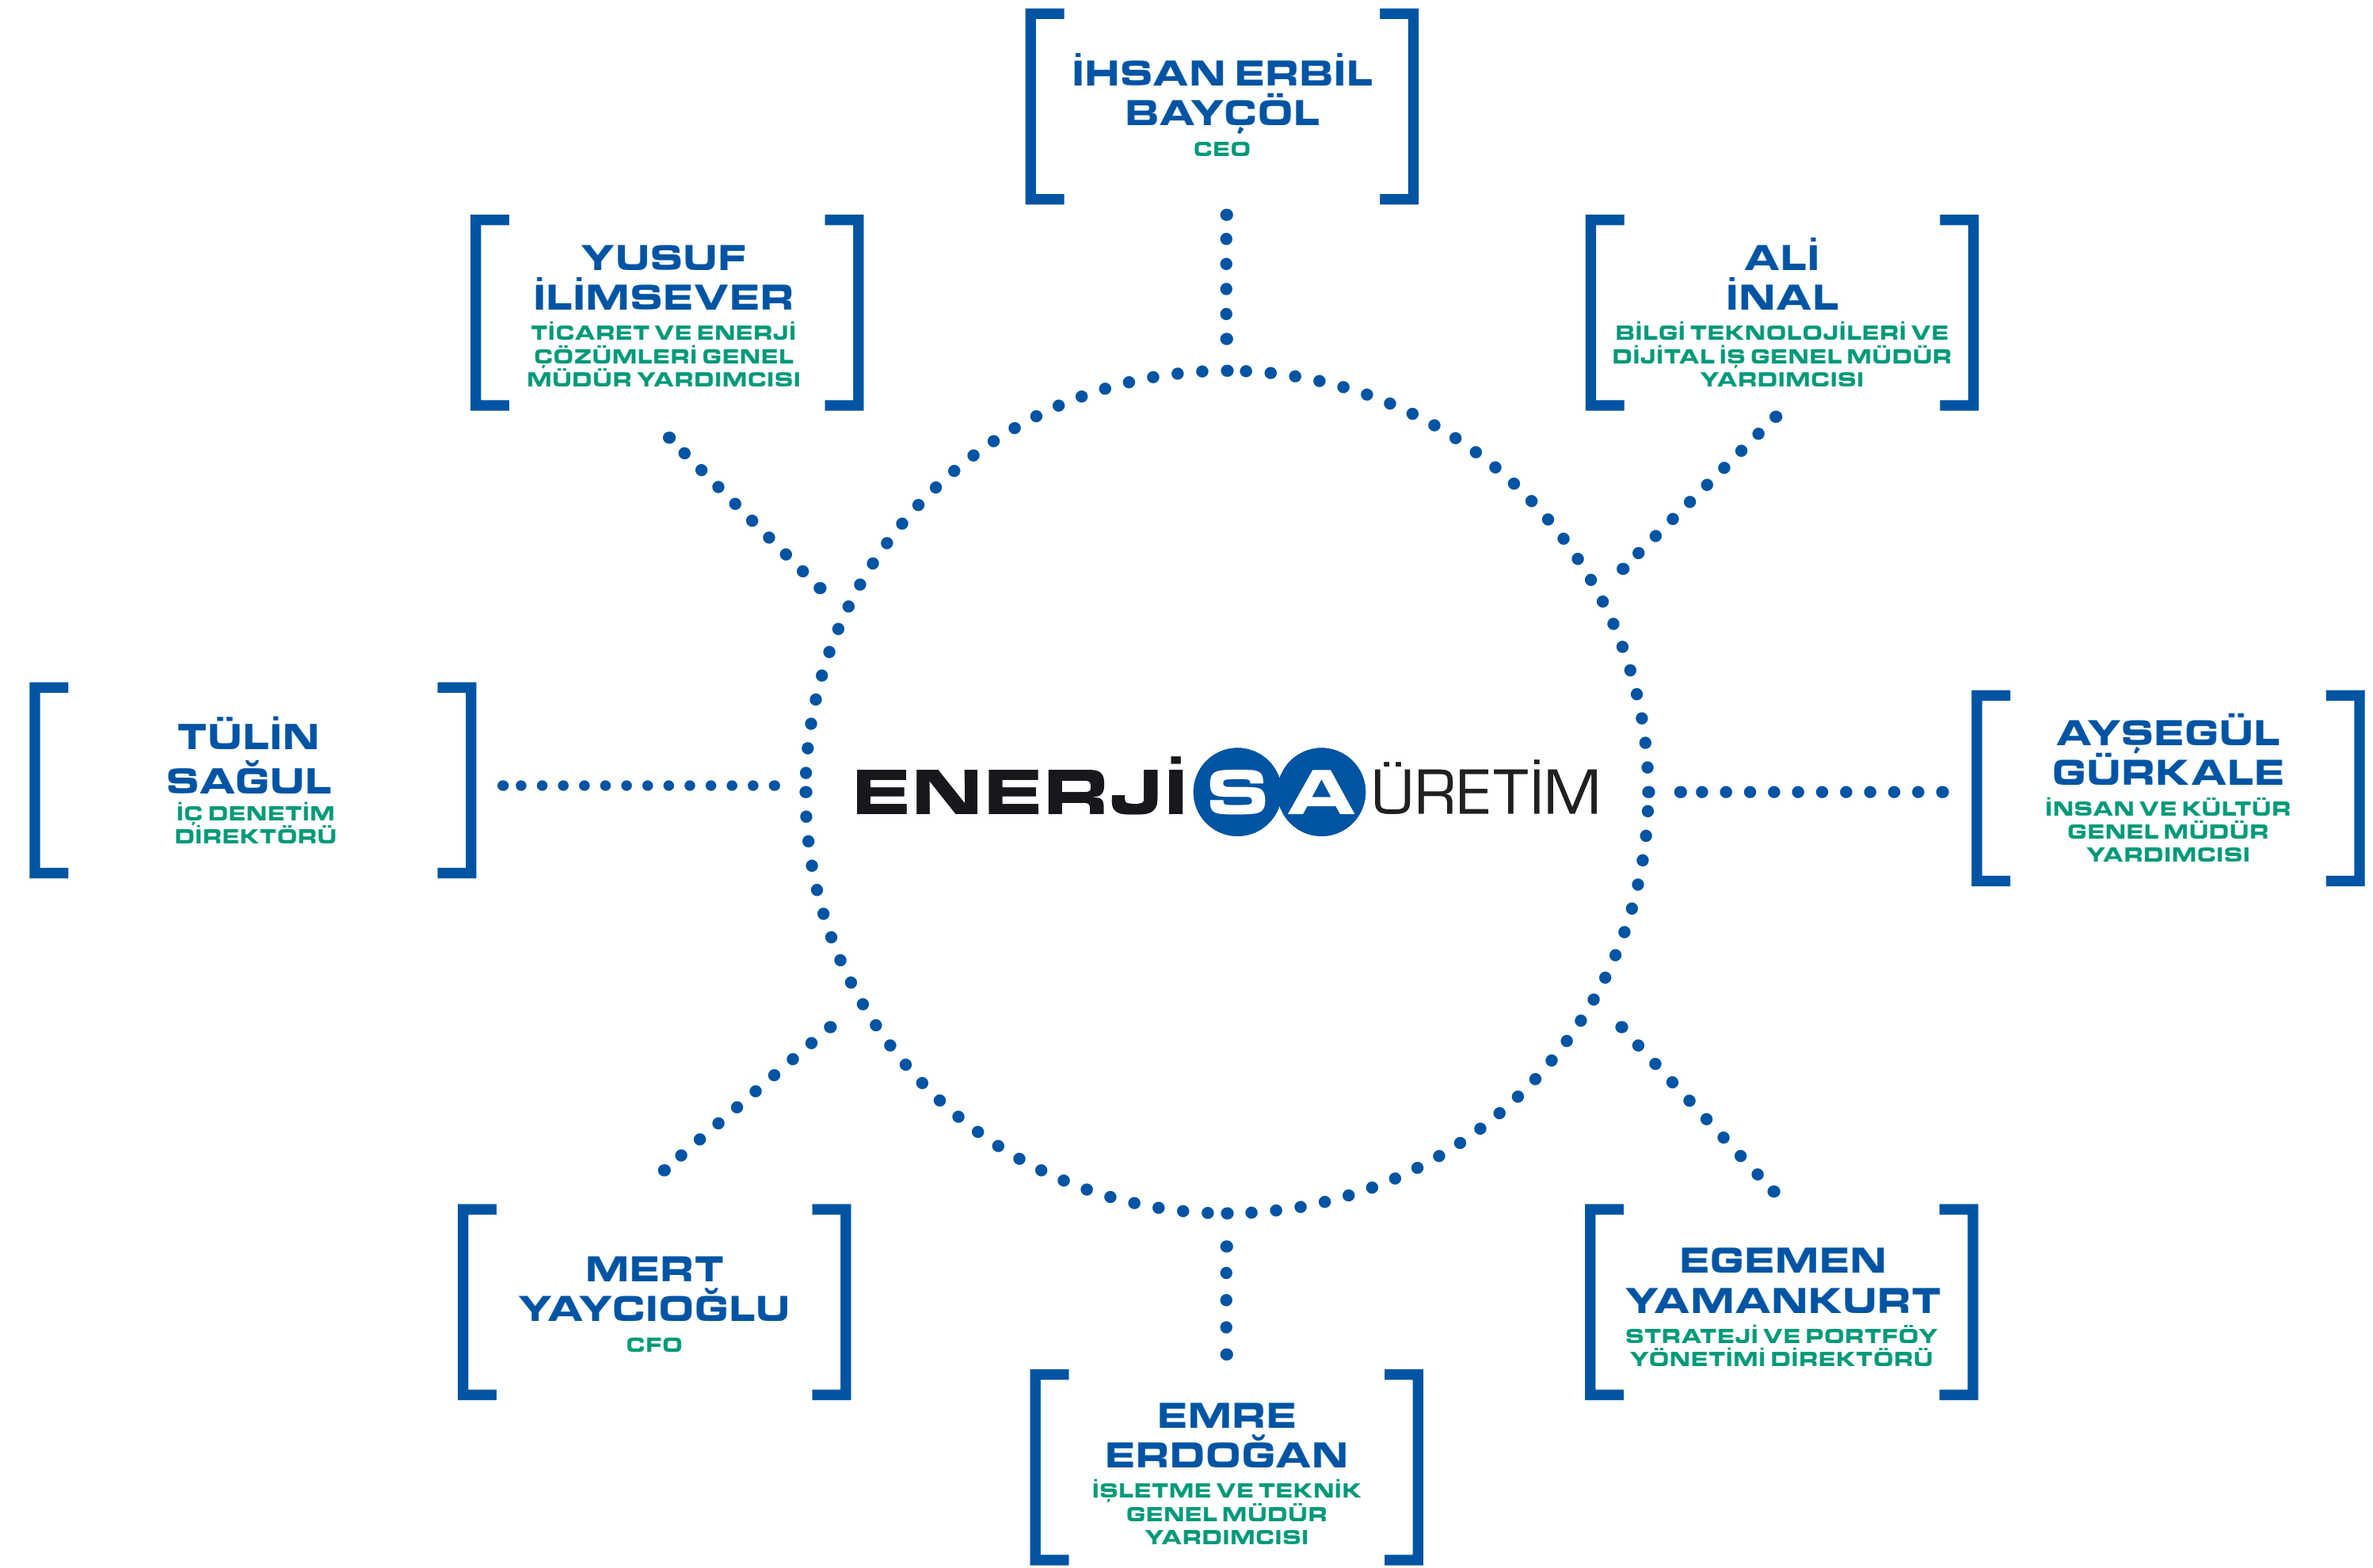 İHSAN ERBİL
BAYÇÖL
CEO
YUSUF
İLİMSEVER
TİCARET VE ENERJİ
ÇÖZÜMLERİ GENEL
MÜDÜR YARDIMCISI
ALİ
İNAL
BİLGİ TEKNOLOJİLERİ VE
DİJİTAL İŞ GENEL MÜDÜR
YARDIMCISI
TÜLİN
SAĞUL
İÇ DENETİM
DİREKTÖRÜ
ENERJİSA ÜRETİM
AYŞEGÜL
GÜRKALE
İNSAN VE KÜLTÜR
GENEL MÜDÜR
YARDIMCISI
MERT
YAYCIOĞLU
CFO
EGEMEN
YAMANKURT
STRATEJİ VE PORTFÖY
YÖNETİMİ DİREKTÖRÜ
EMRE
ERDOĞAN
İŞLETME VE TEKNİK
GENEL MÜDÜR
YARDIMCISI